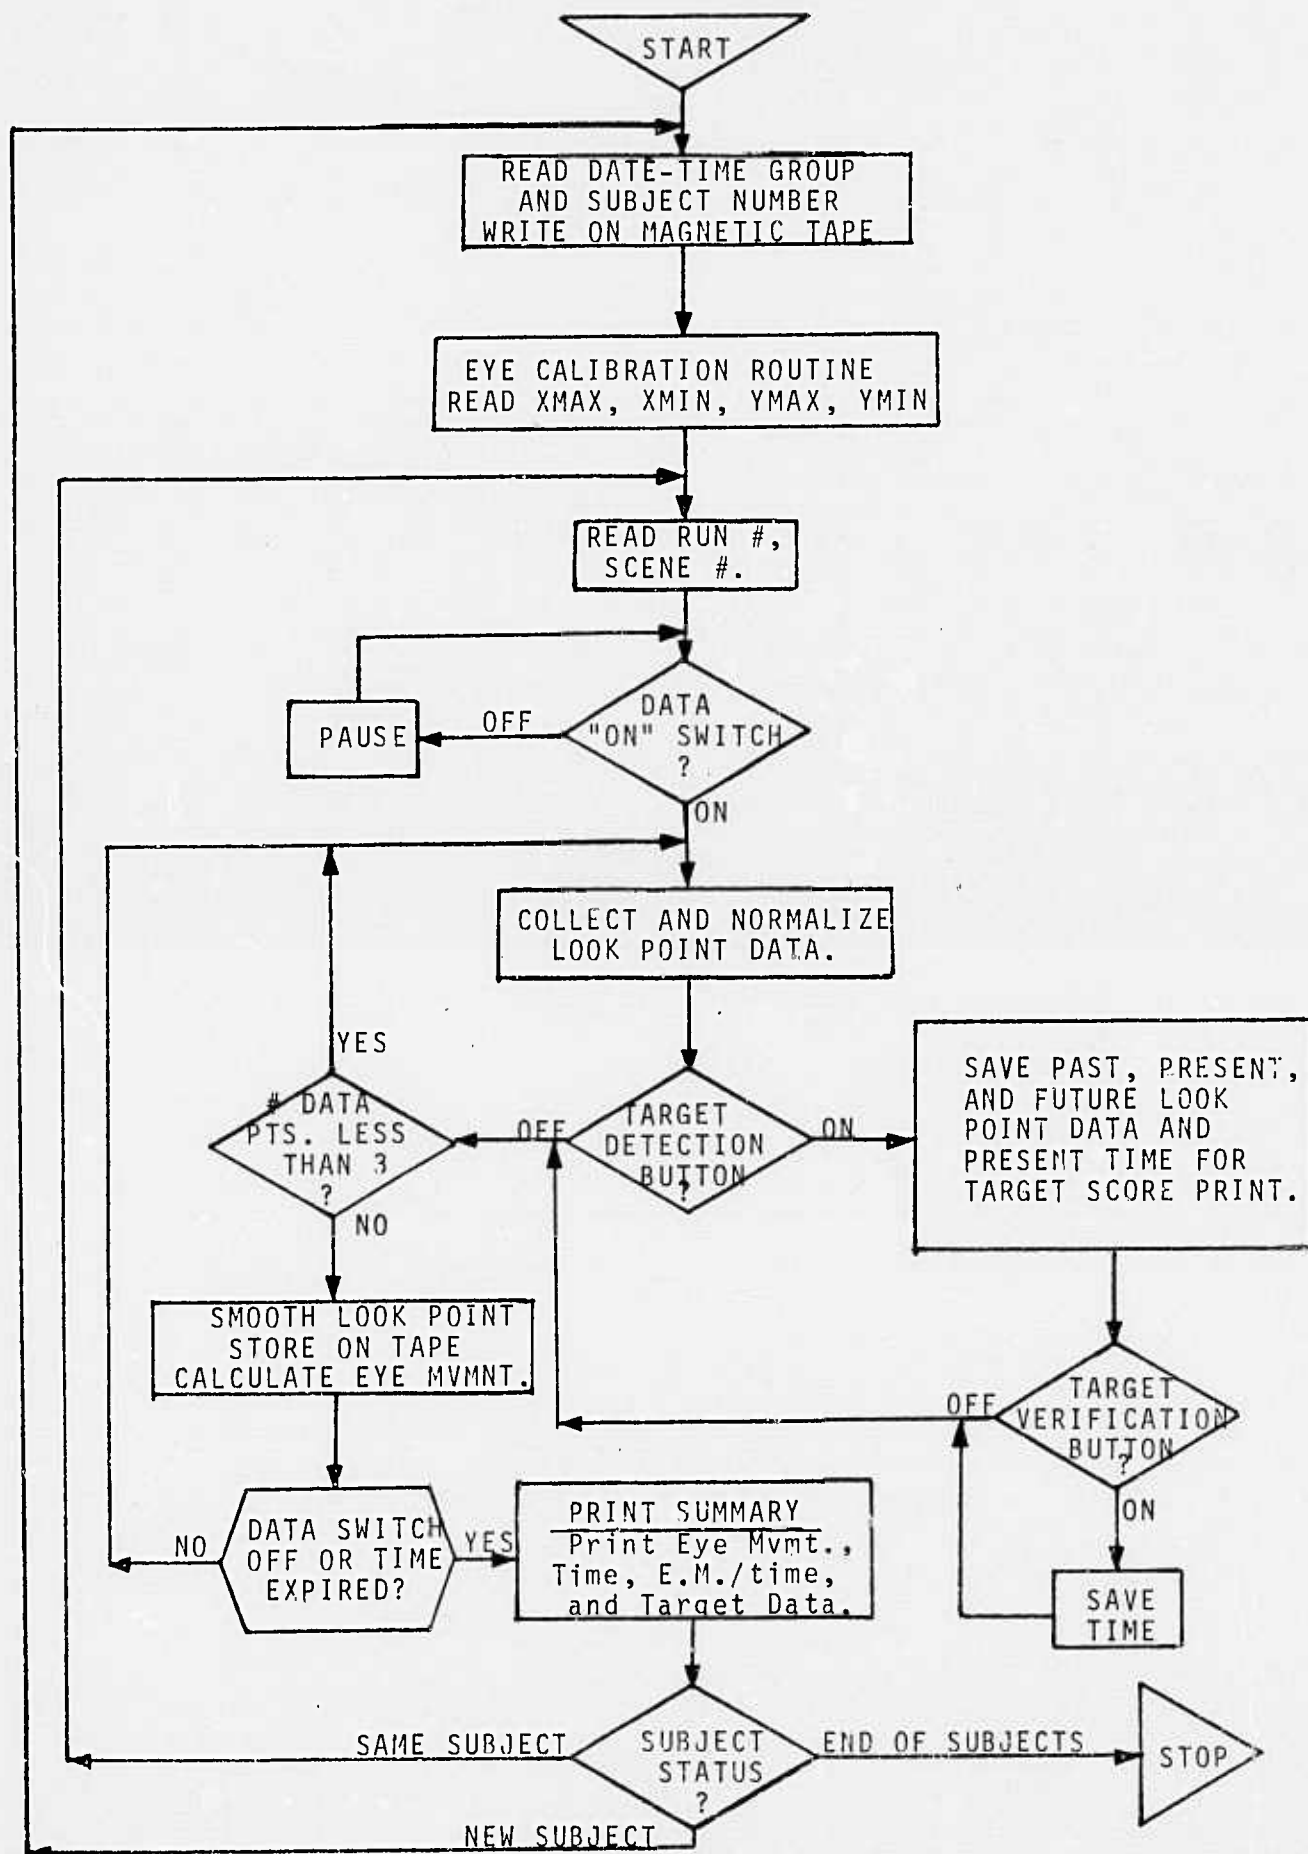 START
READ DATE-TIME GROUP
AND SUBJECT NUMBER
WRITE ON MAGNETIC TAPE
EYE CALIBRATION ROUTINE
READ XMAX, XMIN, YMAX, YMIN
READ RUN #,
SCENE #.
DATA
"ON" SWITCH
?
OFF
PAUSE
ON
COLLECT AND NORMALIZE
LOOK POINT DATA.
TARGET
DETECTION
BUTTON
?
OFF
ON
YES
# DATA
PTS. LESS
THAN 3
?
NO
SAVE PAST, PRESENT,
AND FUTURE LOOK
POINT DATA AND
PRESENT TIME FOR
TARGET SCORE PRINT.
SMOOTH LOOK POINT
STORE ON TAPE
CALCULATE EYE MVMNT.
OFF
TARGET
VERIFICATION
BUTTON
?
ON
SAVE
TIME
NO
DATA SWITCH
OFF OR TIME
EXPIRED?
YES
PRINT SUMMARY
Print Eye Mvmt.,
Time, E.M./time,
and Target Data.
SAME SUBJECT
SUBJECT
STATUS
?
END OF SUBJECTS
STOP
NEW SUBJECT